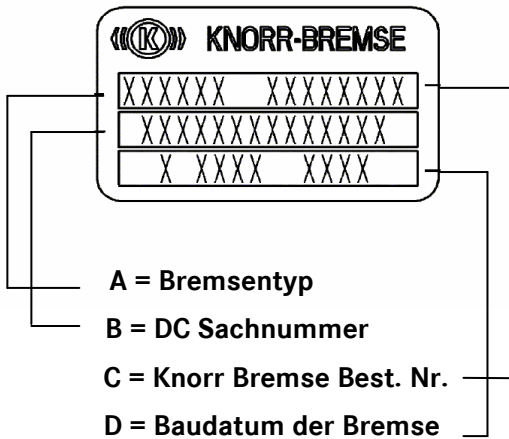 K KNORR-BREMSE
XXXXXX XXXXXXXX
XXXXXXXXXXXXXX
X XXXX XXXX
A = Bremsentyp
B = DC Sachnummer
C = Knorr Bremse Best. Nr.
D = Baudatum der Bremse